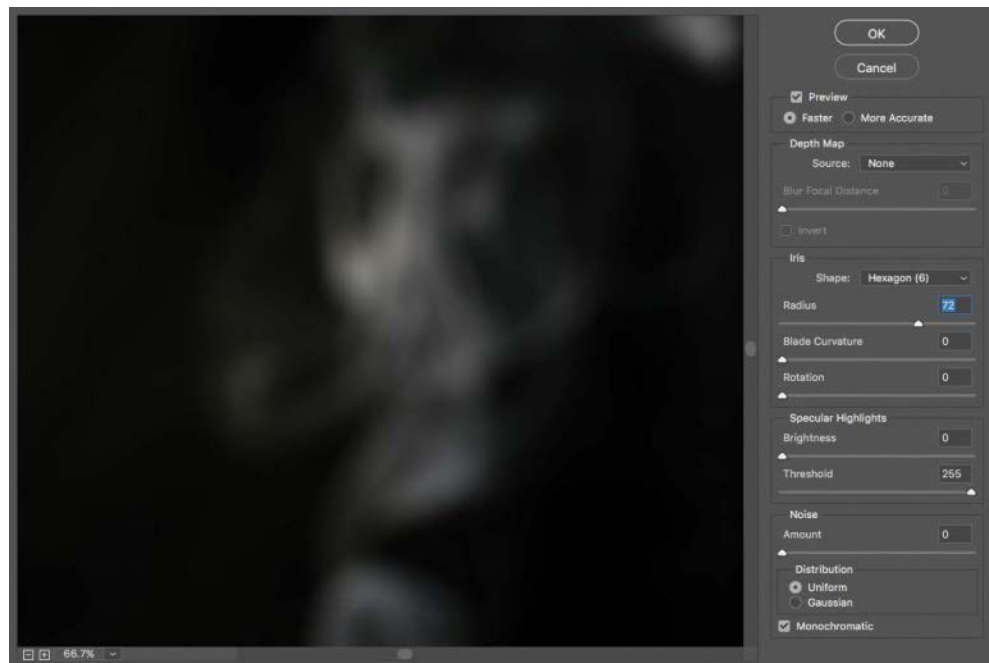 OK
Cancel
Preview
Faster More Accurate
Depth Map
Source: None
Blur Focal Distance 0
Invert
Iris
Shape: Hexagon (6)
Radius 72
Blade Curvature 0
Rotation 0
Specular Highlights
Brightness 0
Threshold 255
Noise
Amount 0
Distribution
Uniform
Gaussian
Monochromatic
66.7%